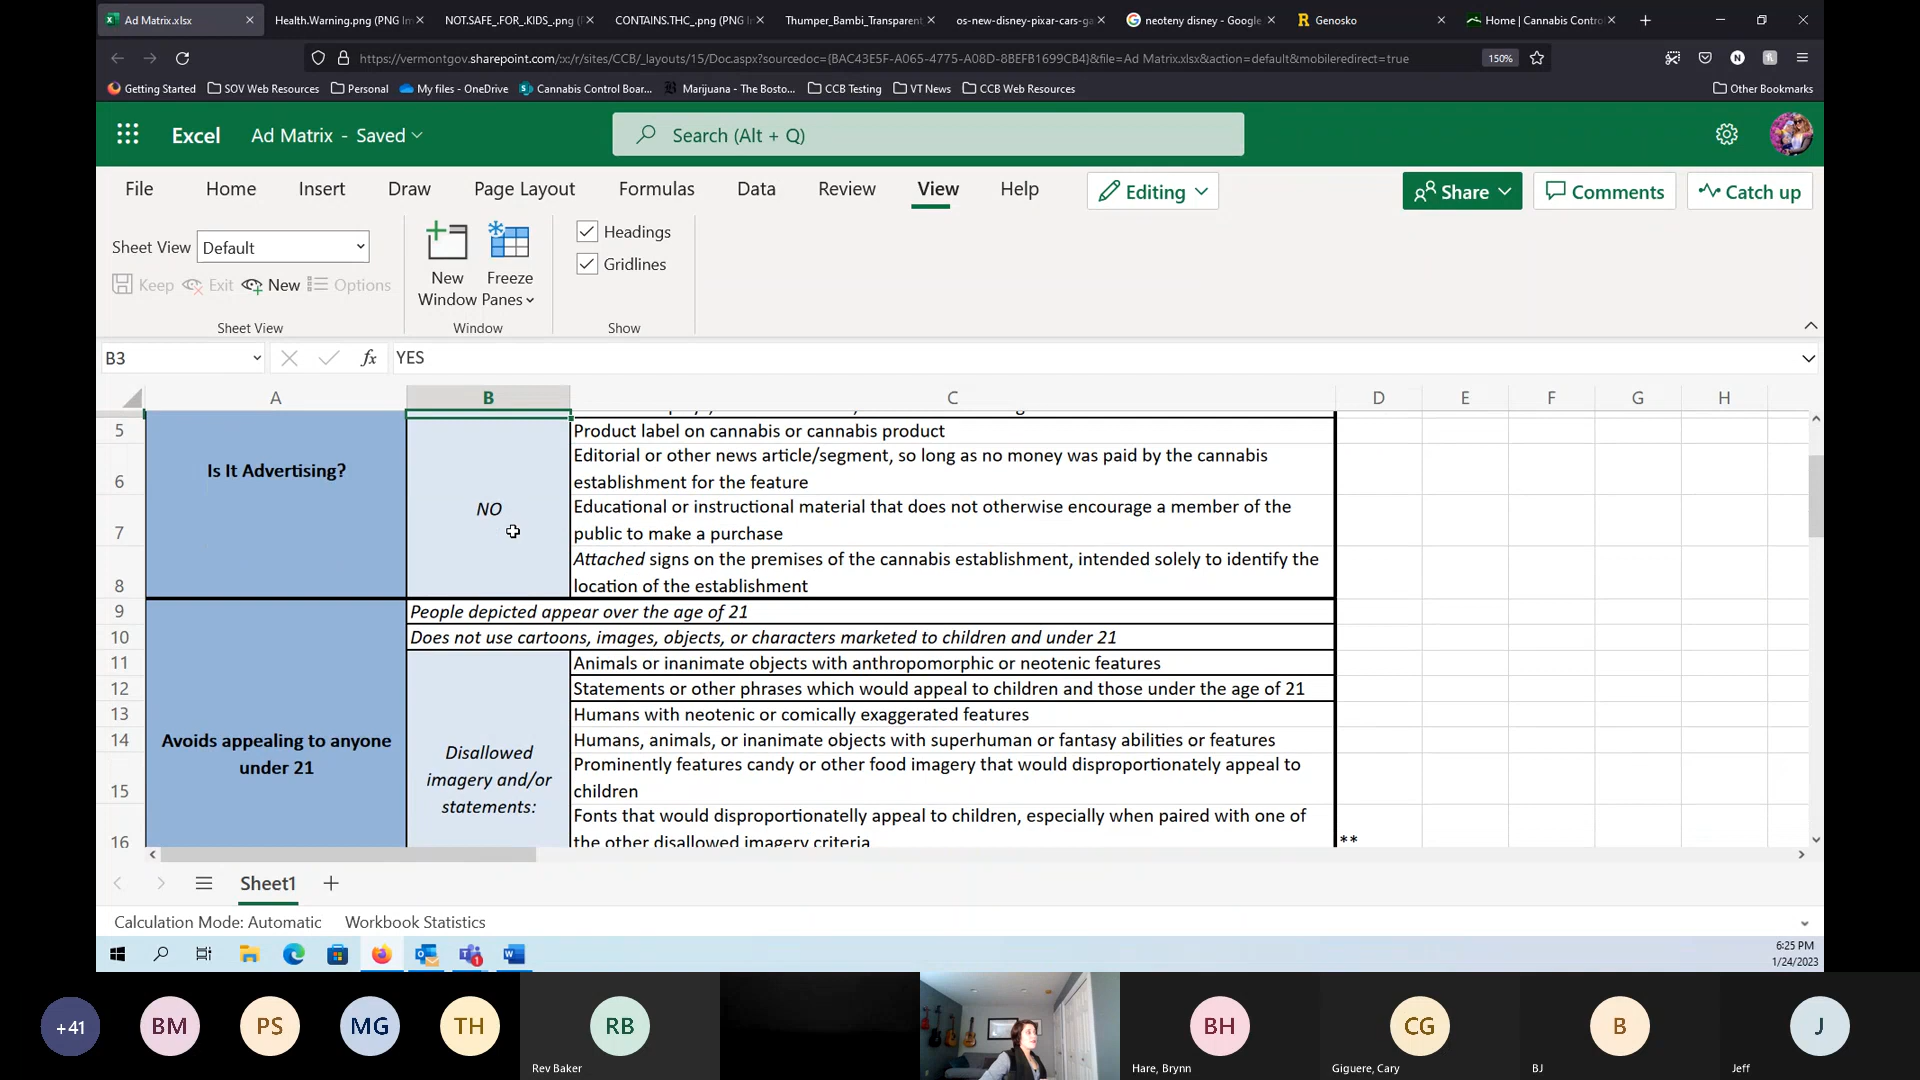 Ad Matrix.xlsx
Health.Warning.png (PNG Im
NOT.SAFE_.FOR_.KIDS_.png (
CONTAINS.THC_.png (PNG Im
Thumper_Bambi_Transparent
os-new-disney-pixar-cars-ga
neoteny disney - Google
Genosko
Home | Cannabis Contro
https://vermontgov.sharepoint.com/:x:/r/sites/CCB/_layouts/15/Doc.aspx?sourcedoc={BAC43E5F-A065-4775-A08D-8BEFB1699CB4}&file=Ad Matrix.xlsx&action=default&mobileredirect=true
150%
N
Getting Started
SOV Web Resources
Personal
My files - OneDrive
Cannabis Control Boar...
Marijuana - The Bosto...
CCB Testing
VT News
CCB Web Resources
Other Bookmarks
Excel
Ad Matrix - Saved
Search (Alt + Q)
File
Home
Insert
Draw
Page Layout
Formulas
Data
Review
View
Help
Editing
Share
Comments
Catch up
Sheet View
Default
Keep
Exit
New
Options
Sheet View
New
Window
Freeze
Panes
Window
Headings
Gridlines
Show
B3
fx
YES
A
B
C
D
E
F
G
H
5
Product label on cannabis or cannabis product
Is It Advertising?
NO
6
Editorial or other news article/segment, so long as no money was paid by the cannabis
establishment for the feature
7
Educational or instructional material that does not otherwise encourage a member of the
public to make a purchase
8
Attached signs on the premises of the cannabis establishment, intended solely to identify the
location of the establishment
9
People depicted appear over the age of 21
10
Does not use cartoons, images, objects, or characters marketed to children and under 21
11
Animals or inanimate objects with anthropomorphic or neotenic features
12
Statements or other phrases which would appeal to children and those under the age of 21
13
Humans with neotenic or comically exaggerated features
14
Humans, animals, or inanimate objects with superhuman or fantasy abilities or features
Avoids appealing to anyone
under 21
Disallowed
imagery and/or
statements:
15
Prominently features candy or other food imagery that would disproportionately appeal to
children
16
Fonts that would disproportionatelly appeal to children, especially when paired with one of
the other disallowed imagery criteria
**
Sheet1
Calculation Mode: Automatic
Workbook Statistics
1
6:25 PM
1/24/2023
+41
BM
PS
MG
TH
RB
Rev Baker
BH
Hare, Brynn
CG
Giguere, Cary
B
BJ
J
Jeff